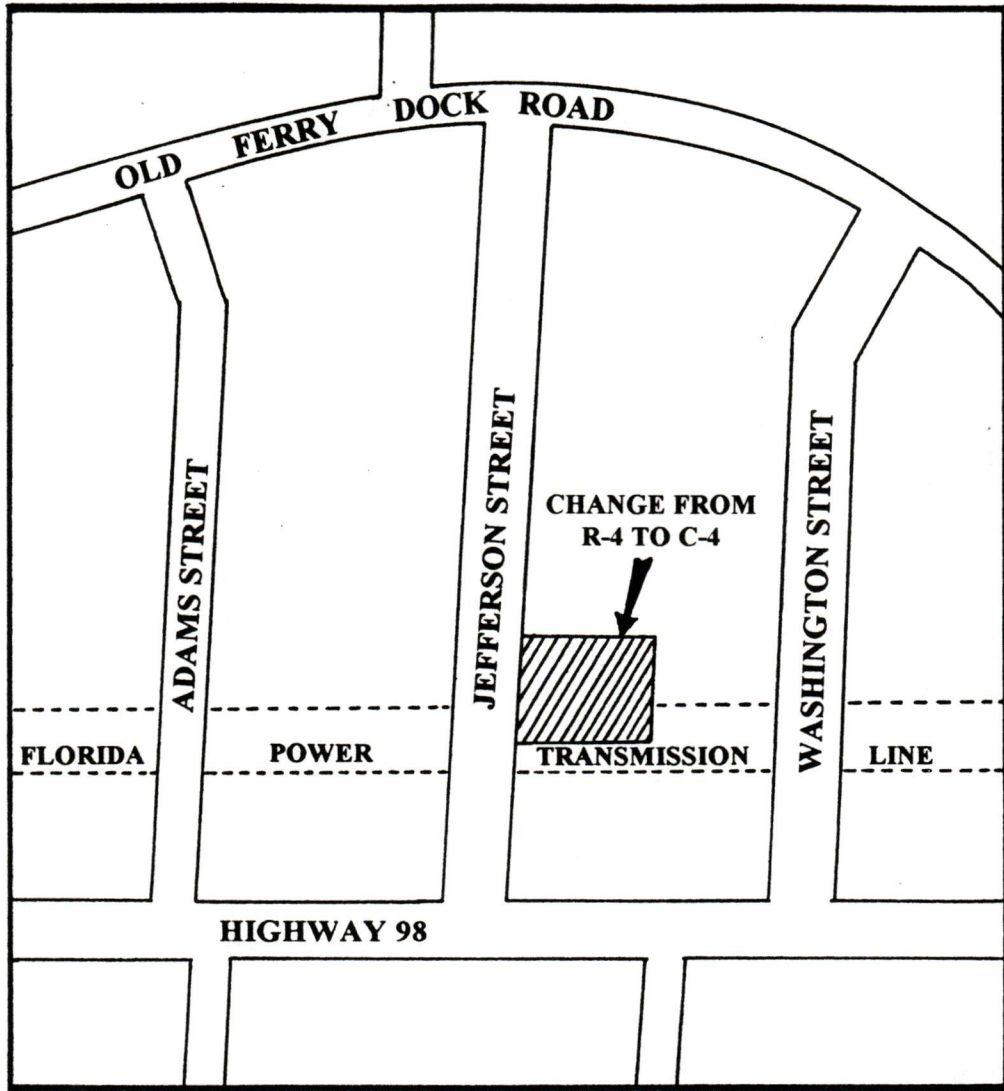 OLD FERRY DOCK ROAD
ADAMS STREET
JEFFERSON STREET
WASHINGTON STREET
CHANGE FROM
R-4 TO C-4
FLORIDA POWER TRANSMISSION LINE
HIGHWAY 98